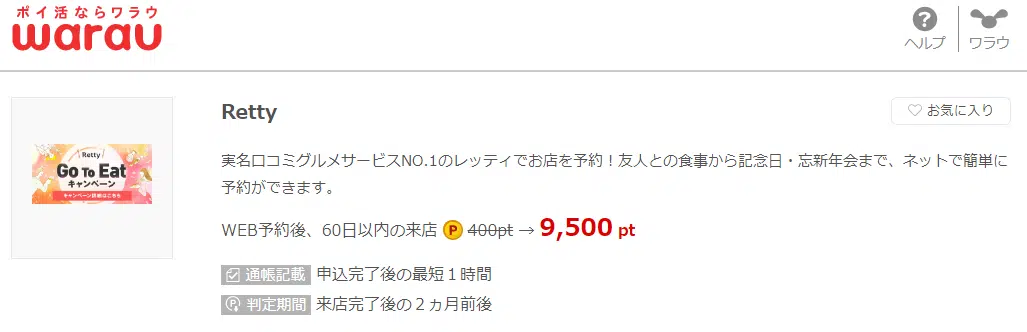 ポイ活ならワラウ
warau
ヘルプ
ワラウ
Retty
お気に入り
Retty
Go To Eat
キャンペーン
キャンペーン詳細はこちら
実名口コミグルメサービスNO.1のレッティでお店を予約！友人との食事から記念日・忘新年会まで、ネットで簡単に
予約ができます。
WEB予約後、60日以内の来店 P 400pt → 9,500 pt
通帳記載 申込完了後の最短１時間
P 判定期間 来店完了後の２ヵ月前後